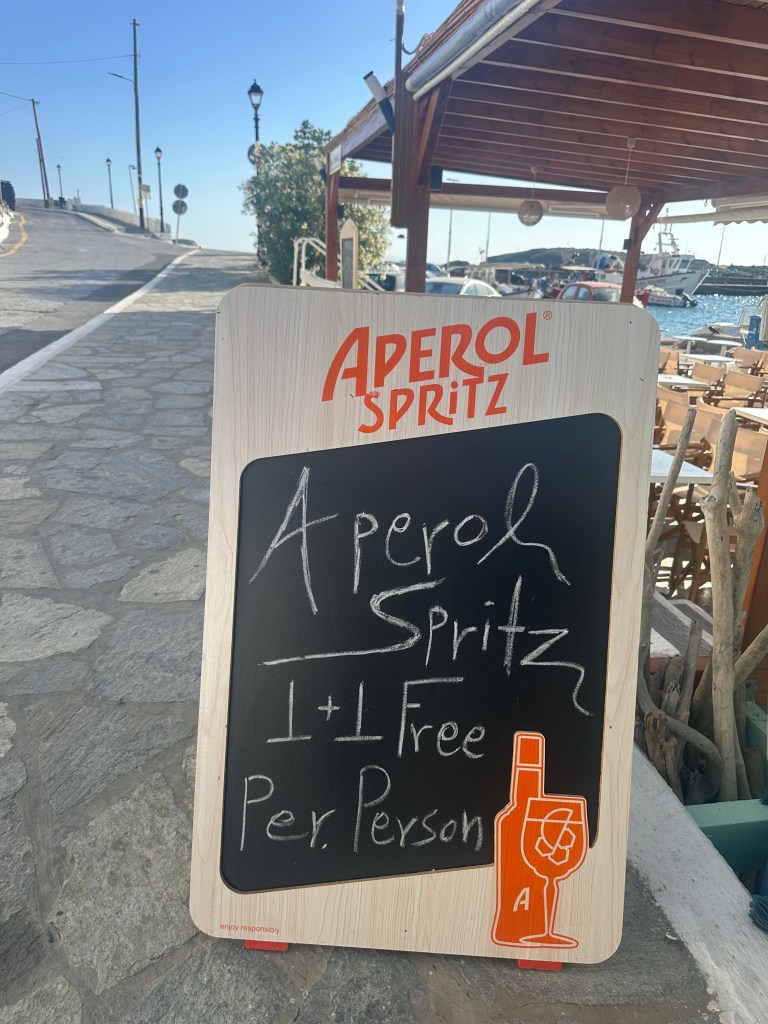 APEROL®
SPRiTZ
Aperol
Spritz
1+1 Free
Per. Person
A
enjoy responsibly